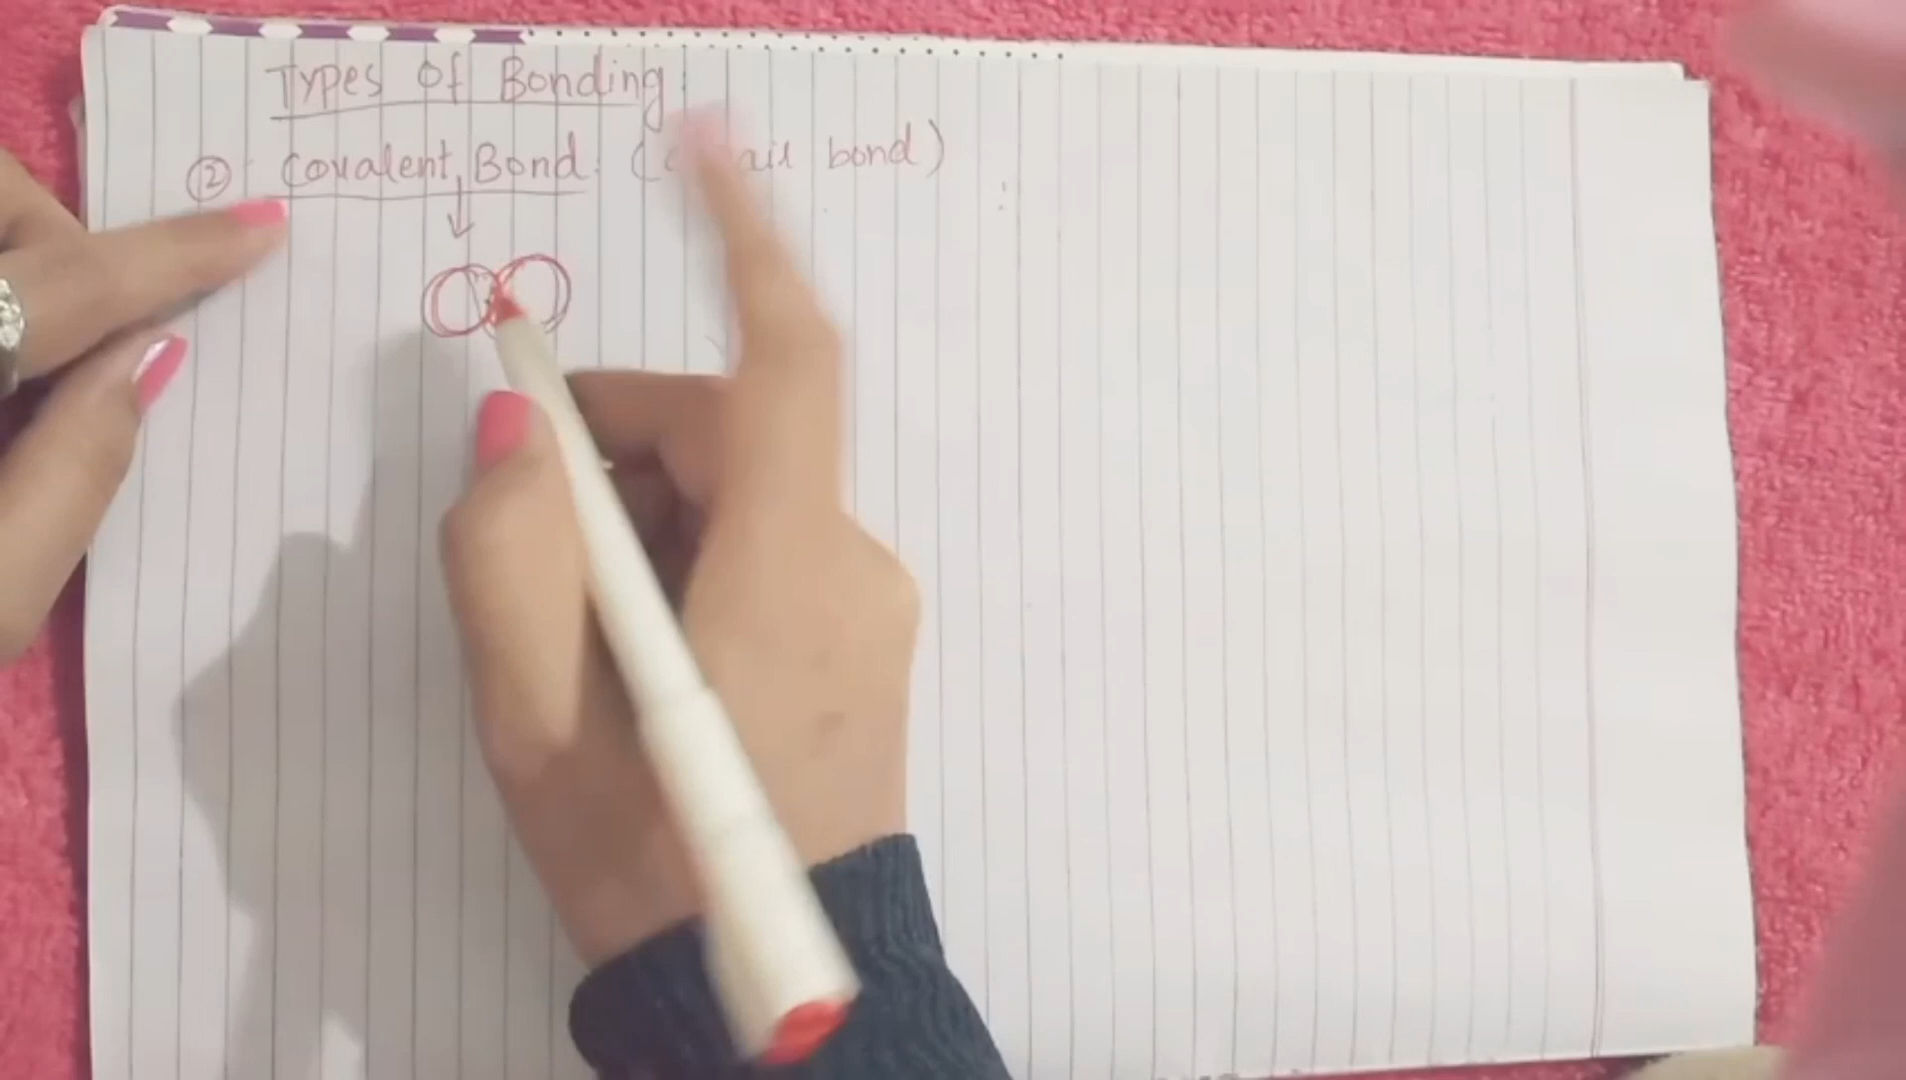 Types Of Bonding
② Covalent Bond : ( bond)